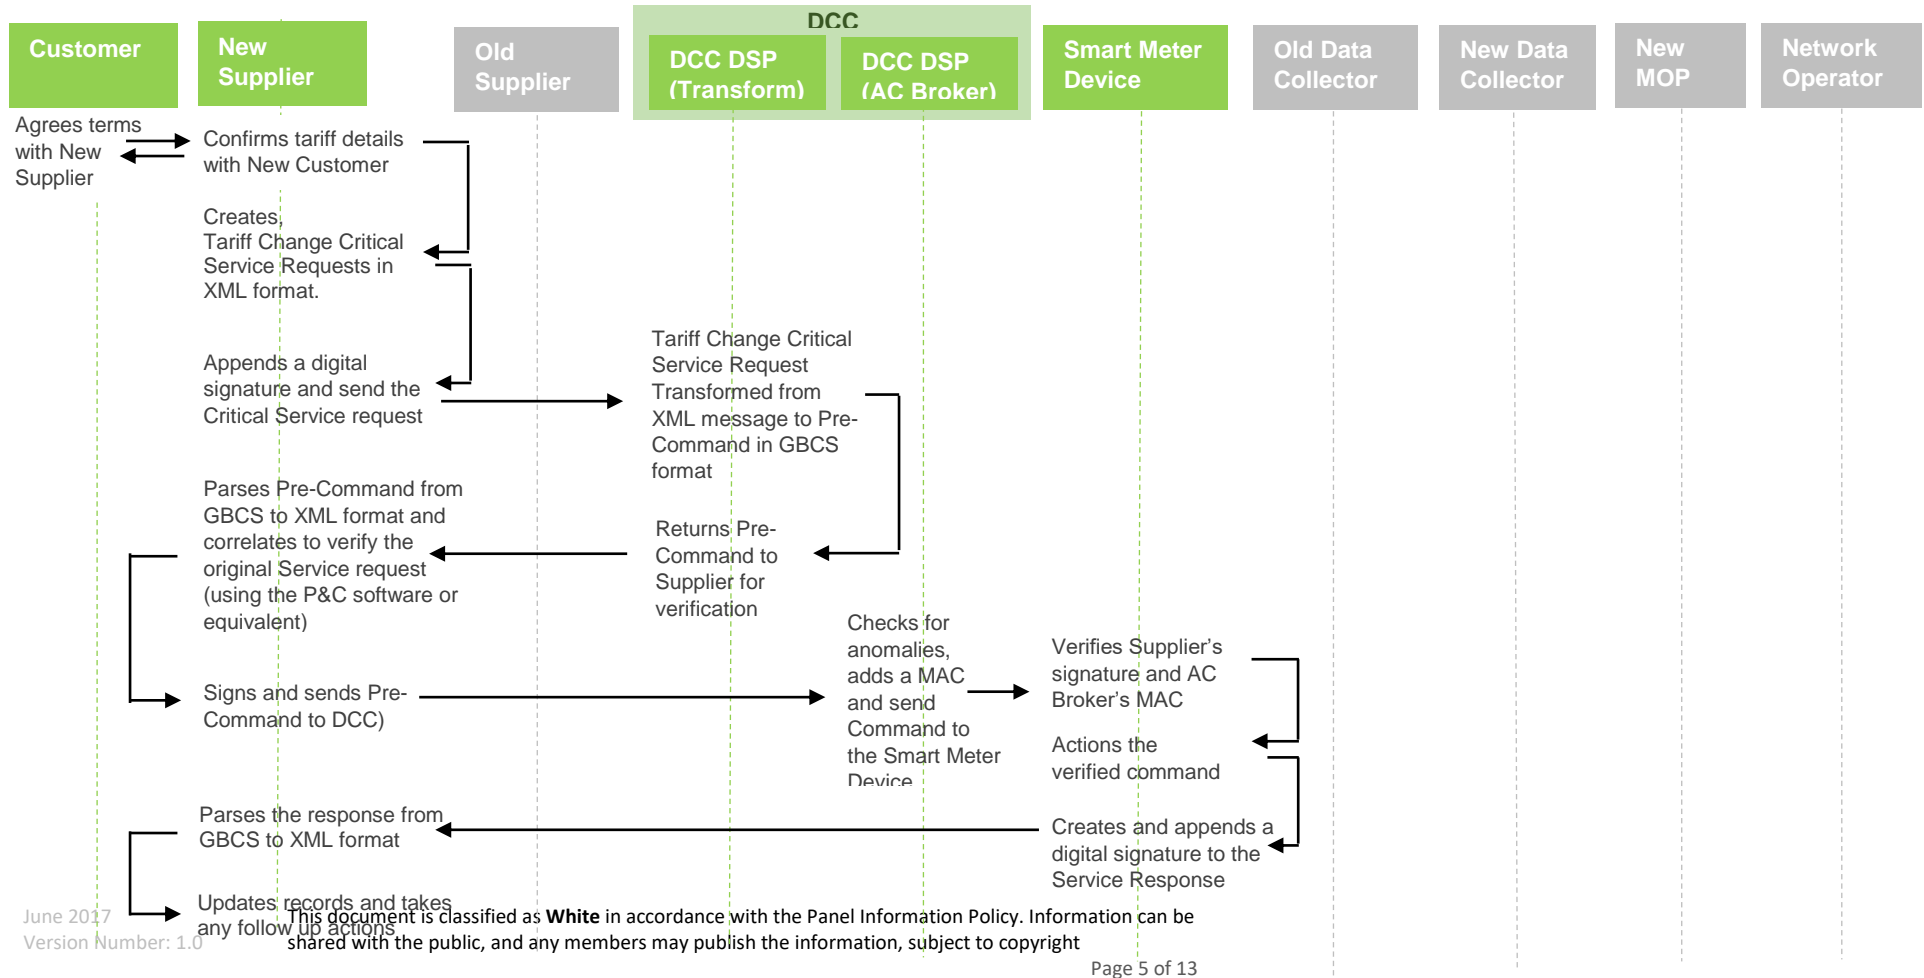 DCC
Customer
New
Supplier
Old
Supplier
DCC DSP
(Transform)
DCC DSP
(AC Broker)
Smart Meter
Device
Old Data
Collector
New Data
Collector
New
MOP
Network
Operator
Agrees terms
with New
Supplier
Confirms tariff details
with New Customer
Creates,
Tariff Change Critical
Service Requests in
XML format.
Appends a digital
signature and send the
Critical Service request
Tariff Change Critical
Service Request
Transformed from
XML message to Pre-
Command in GBCS
format
Parses Pre-Command from
GBCS to XML format and
correlates to verify the
original Service request
(using the P&C software or
equivalent)
Returns Pre-
Command to
Supplier for
verification
Signs and sends Pre-
Command to DCC)
Checks for
anomalies,
adds a MAC
and send
Command to
the Smart Meter
Device
Verifies Supplier's
signature and AC
Broker's MAC
Actions the
verified command
Creates and appends a
digital signature to the
Service Response
Parses the response from
GBCS to XML format
Updates records and takes
any follow up actions
June 2017
Version Number: 1.0
This document is classified as White in accordance with the Panel Information Policy. Information can be
shared with the public, and any members may publish the information, subject to copyright
Page 5 of 13